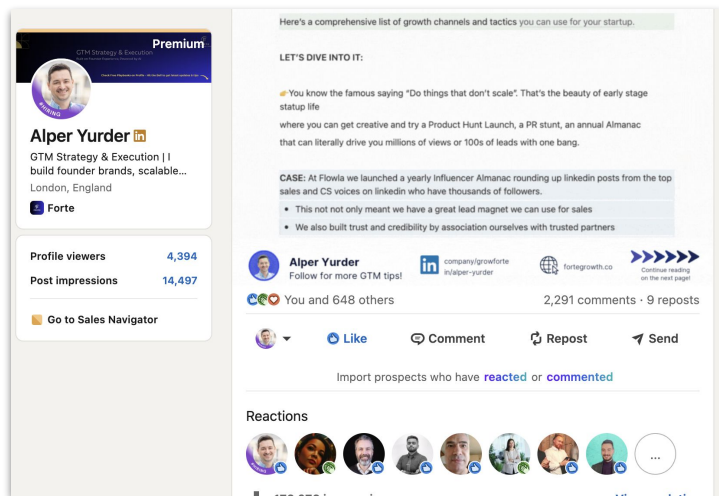 Premium
GTM Strategy & Execution
#HIRING
Alper Yurder
GTM Strategy & Execution | I
build founder brands, scalable...
London, England
Forte
Profile viewers 4,394
Post impressions 14,497
Go to Sales Navigator
Here's a comprehensive list of growth channels and tactics you can use for your startup.
LET'S DIVE INTO IT:
👉You know the famous saying "Do things that don't scale". That's the beauty of early stage
statup life
where you can get creative and try a Product Hunt Launch, a PR stunt, an annual Almanac
that can literally drive you millions of views or 100s of leads with one bang.
CASE: At Flowla we launched a yearly Influencer Almanac rounding up linkedin posts from the top
sales and CS voices on linkedin who have thousands of followers.
• This not not only meant we have a great lead magnet we can use for sales
• We also built trust and credibility by association ourselves with trusted partners
Alper Yurder
Follow for more GTM tips!
in
company/growforte
in/alper-yurder
fortegrowth.co
Continue reading
on the next page!
You and 648 others 2,291 comments · 9 reposts
Like Comment Repost Send
Import prospects who have reacted or commented
Reactions
...